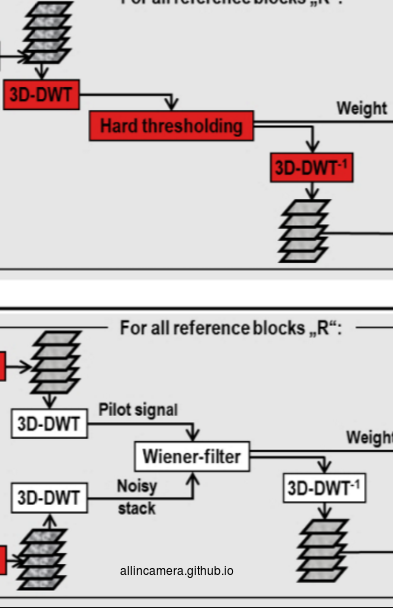 For all reference blocks „R“:
3D-DWT
Weight
Hard thresholding
3D-DWT-1
For all reference blocks „R“:
Pilot signal
3D-DWT
Weight
Wiener-filter
Noisy
3D-DWT-1
3D-DWT
stack
allincamera.github.io